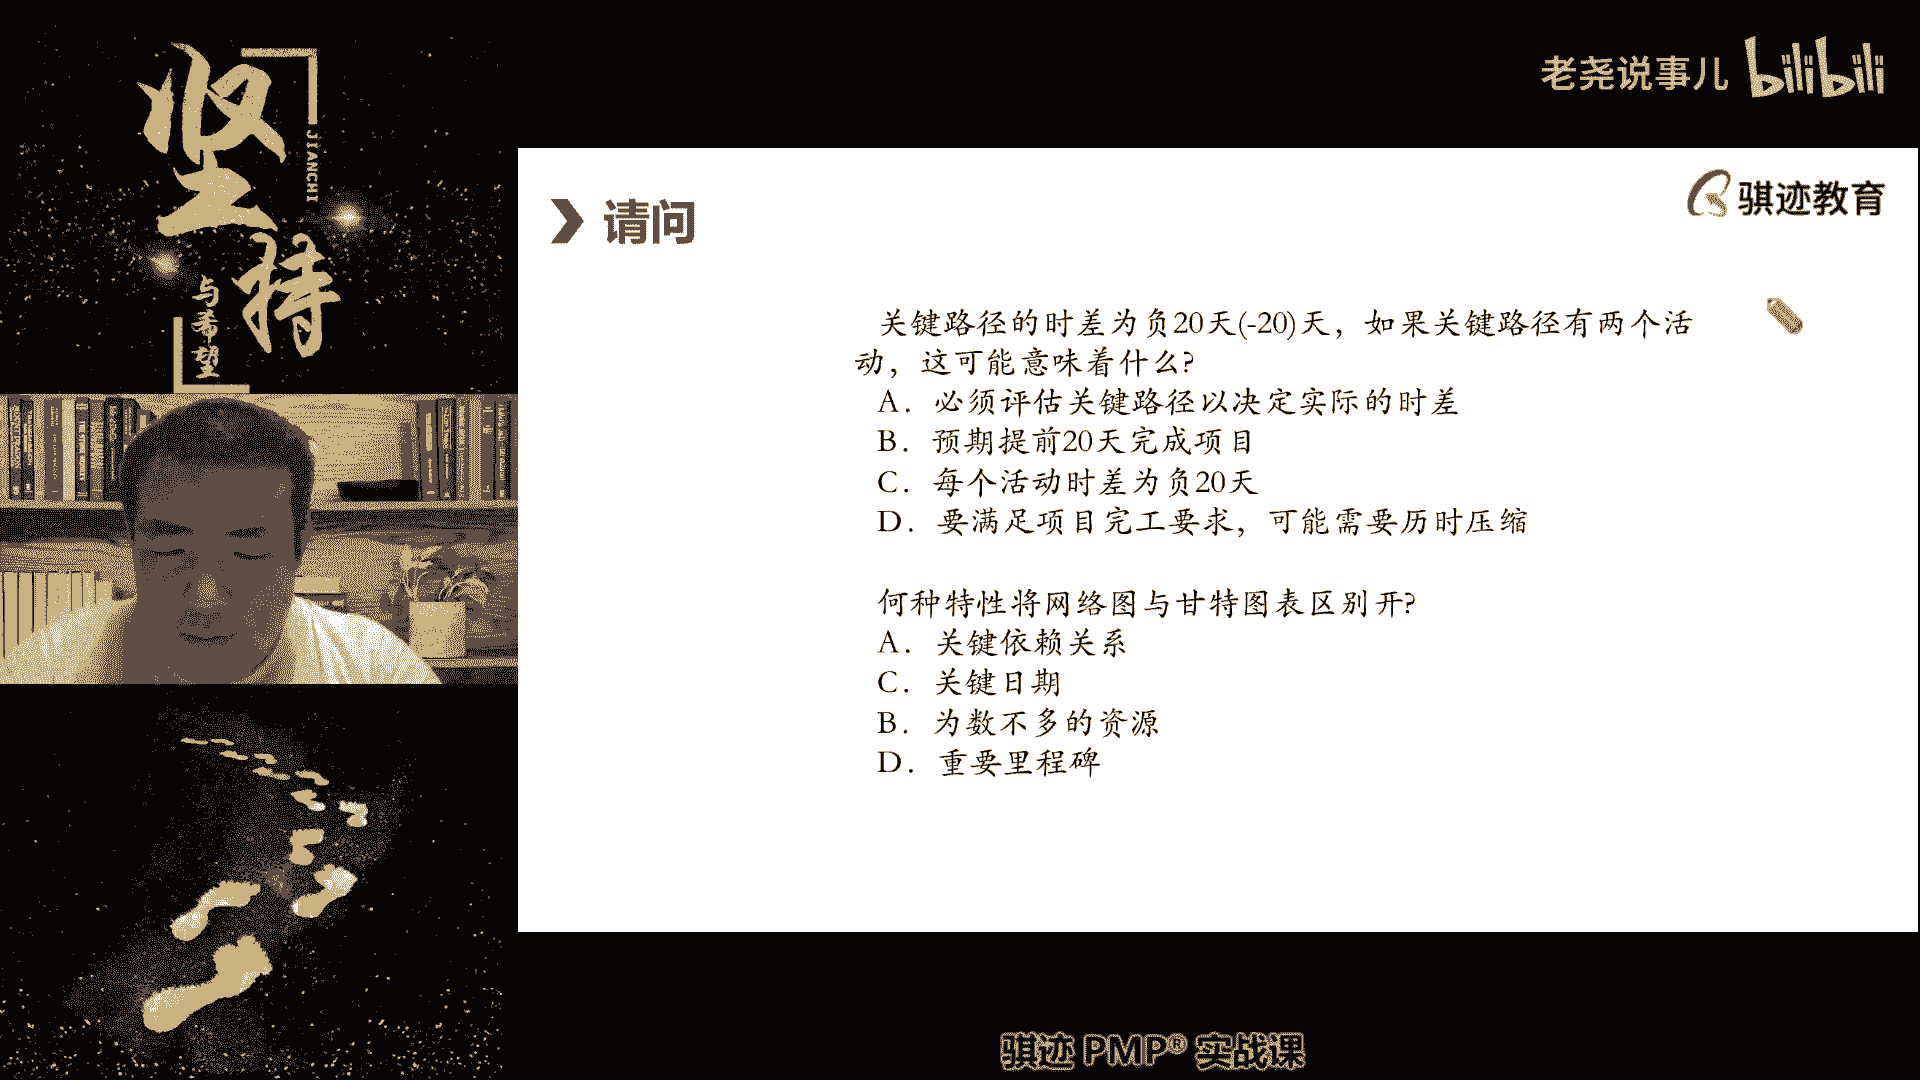 坚持
JIANCHI
与希望
老尧说事儿 bilibili
骐迹教育
请问
关键路径的时差为负20天(-20)天，如果关键路径有两个活
动，这可能意味着什么?
A．必须评估关键路径以决定实际的时差
B．预期提前20天完成项目
C．每个活动时差为负20天
D．要满足项目完工要求，可能需要历时压缩
何种特性将网络图与甘特图表区别开?
A．关键依赖关系
C．关键日期
B．为数不多的资源
D．重要里程碑
骐迹 PMP® 实战课